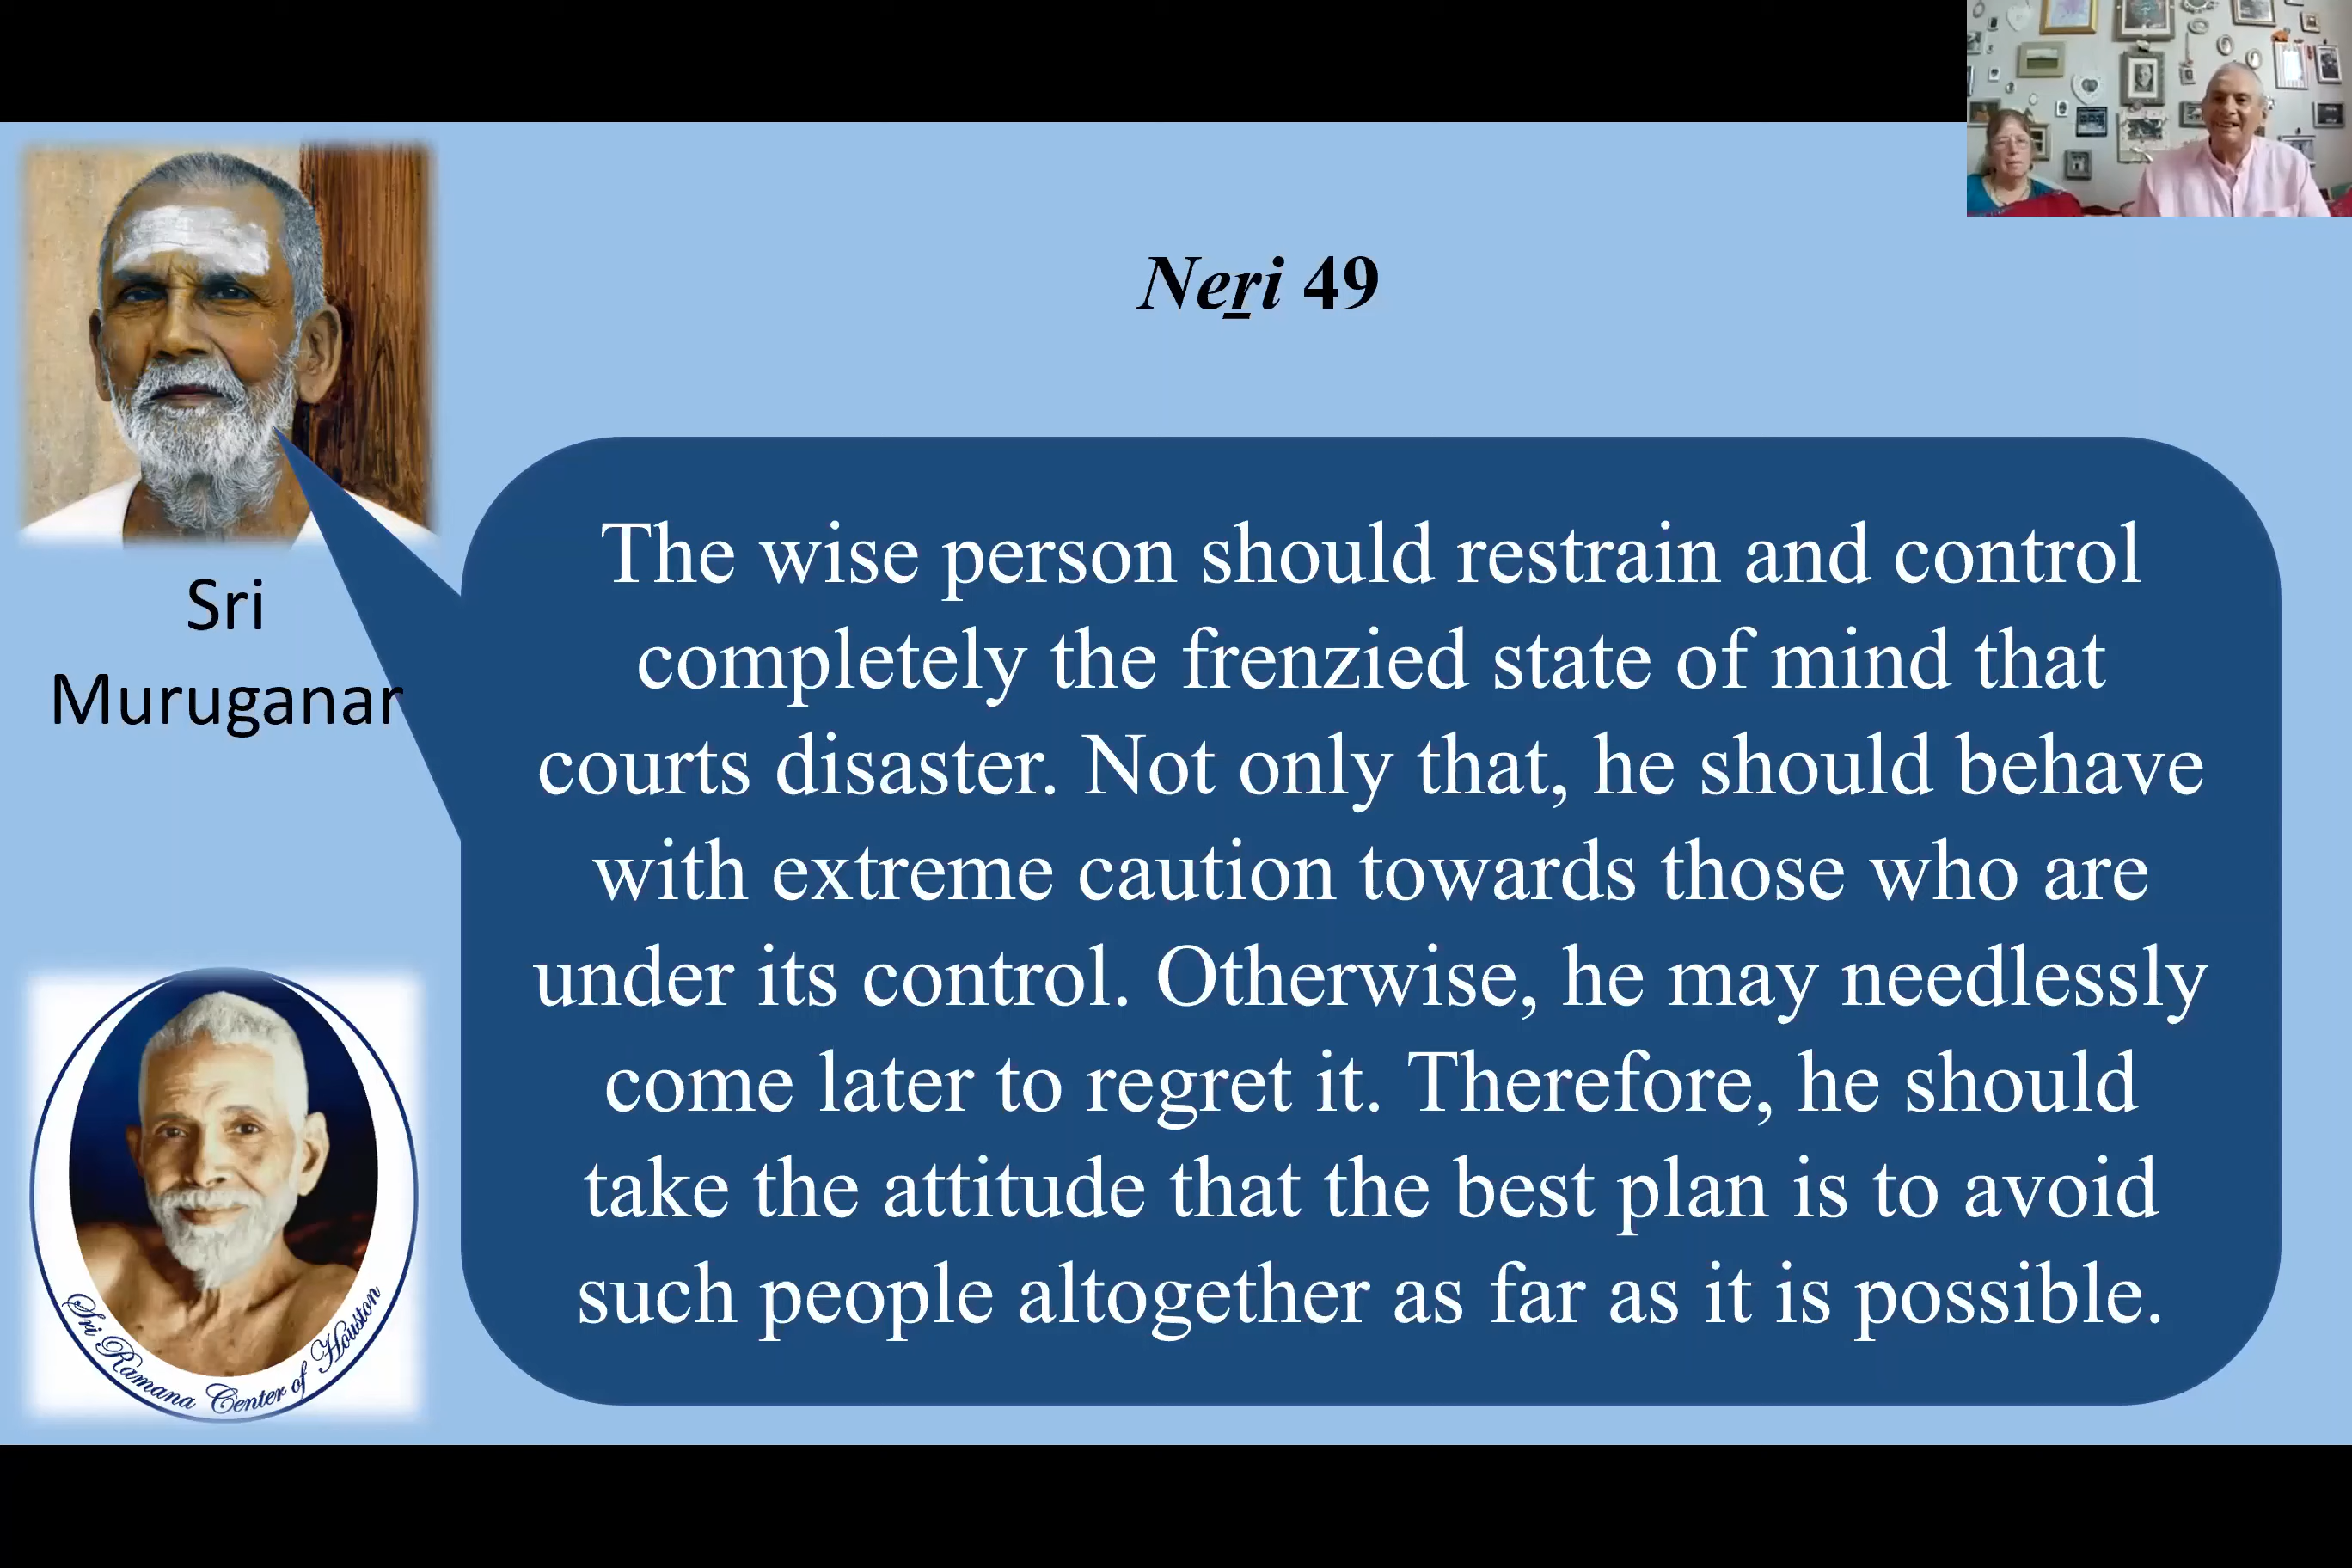 Neṟi 49
Sri
Muruganar
The wise person should restrain and control
completely the frenzied state of mind that
courts disaster. Not only that, he should behave
with extreme caution towards those who are
under its control. Otherwise, he may needlessly
come later to regret it. Therefore, he should
take the attitude that the best plan is to avoid
such people altogether as far as it is possible.
Sri Ramana Center of Houston